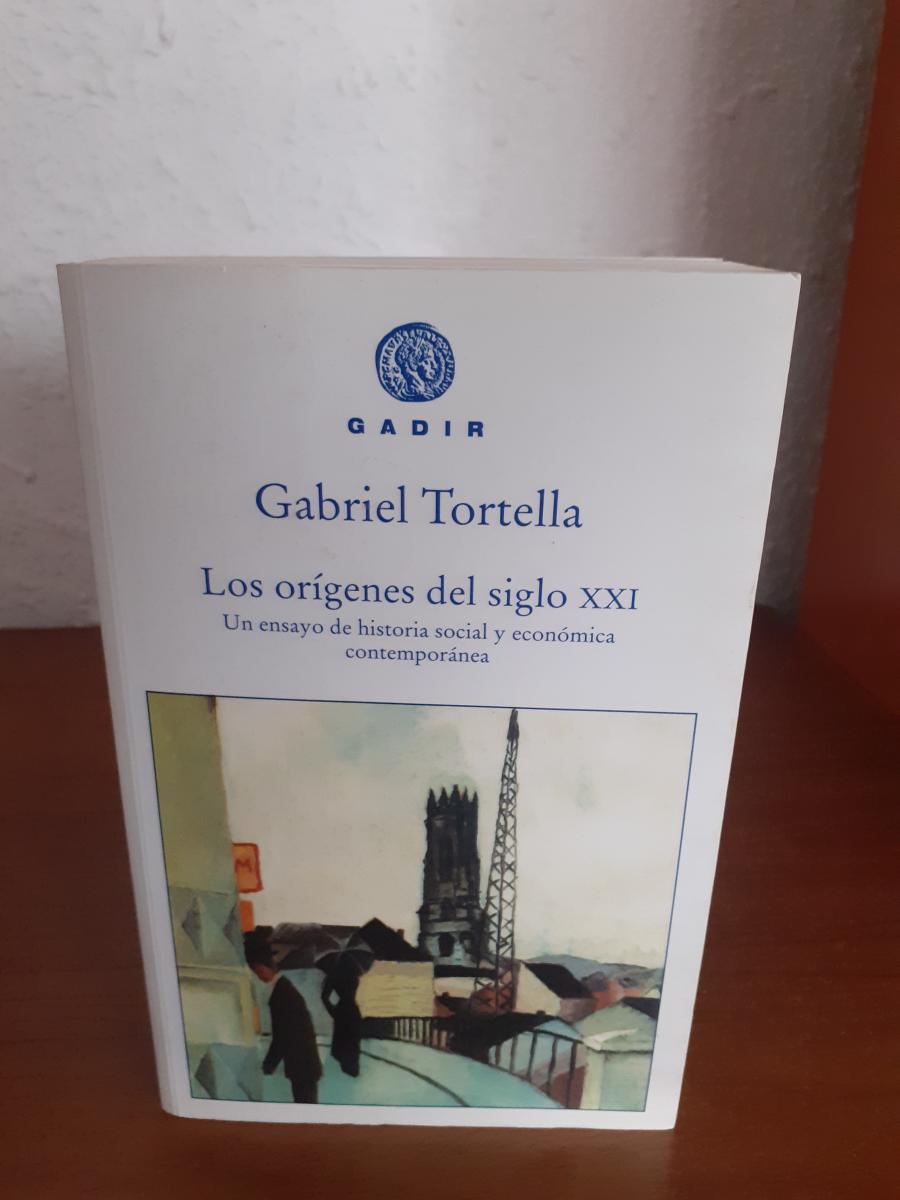 GADIR
Gabriel Tortella
Los orígenes del siglo XXI
Un ensayo de historia social y económica
contemporánea
M